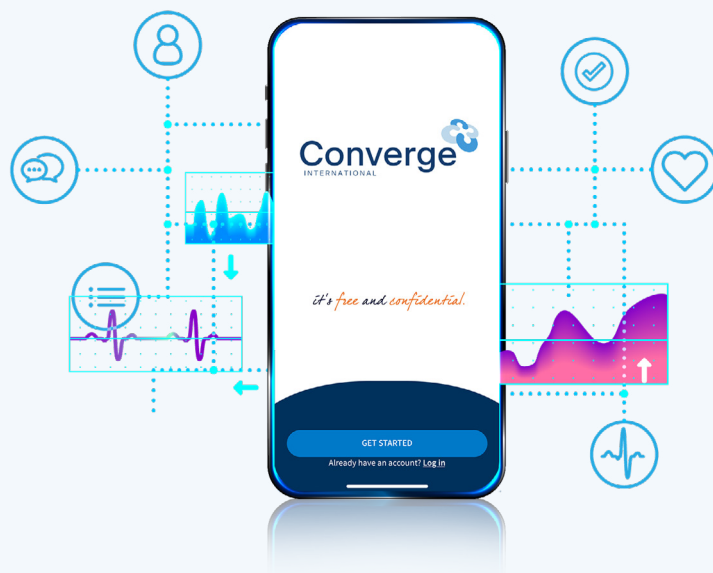 Converge
INTERNATIONAL
it's free and confidential.
GET STARTED
Already have an account? Log in